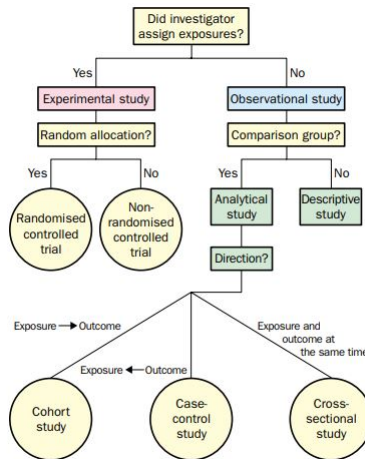 Did investigator
assign exposures?
Yes
No
Experimental study
Observational study
Random allocation?
Comparison group?
Yes
No
Yes
No
Randomised
controlled
trial
Non-
randomised
controlled
trial
Analytical
study
Descriptive
study
Direction?
Exposure → Outcome
Exposure ← Outcome
Exposure and
outcome at
the same time
Cohort
study
Case-
control
study
Cross-
sectional
study